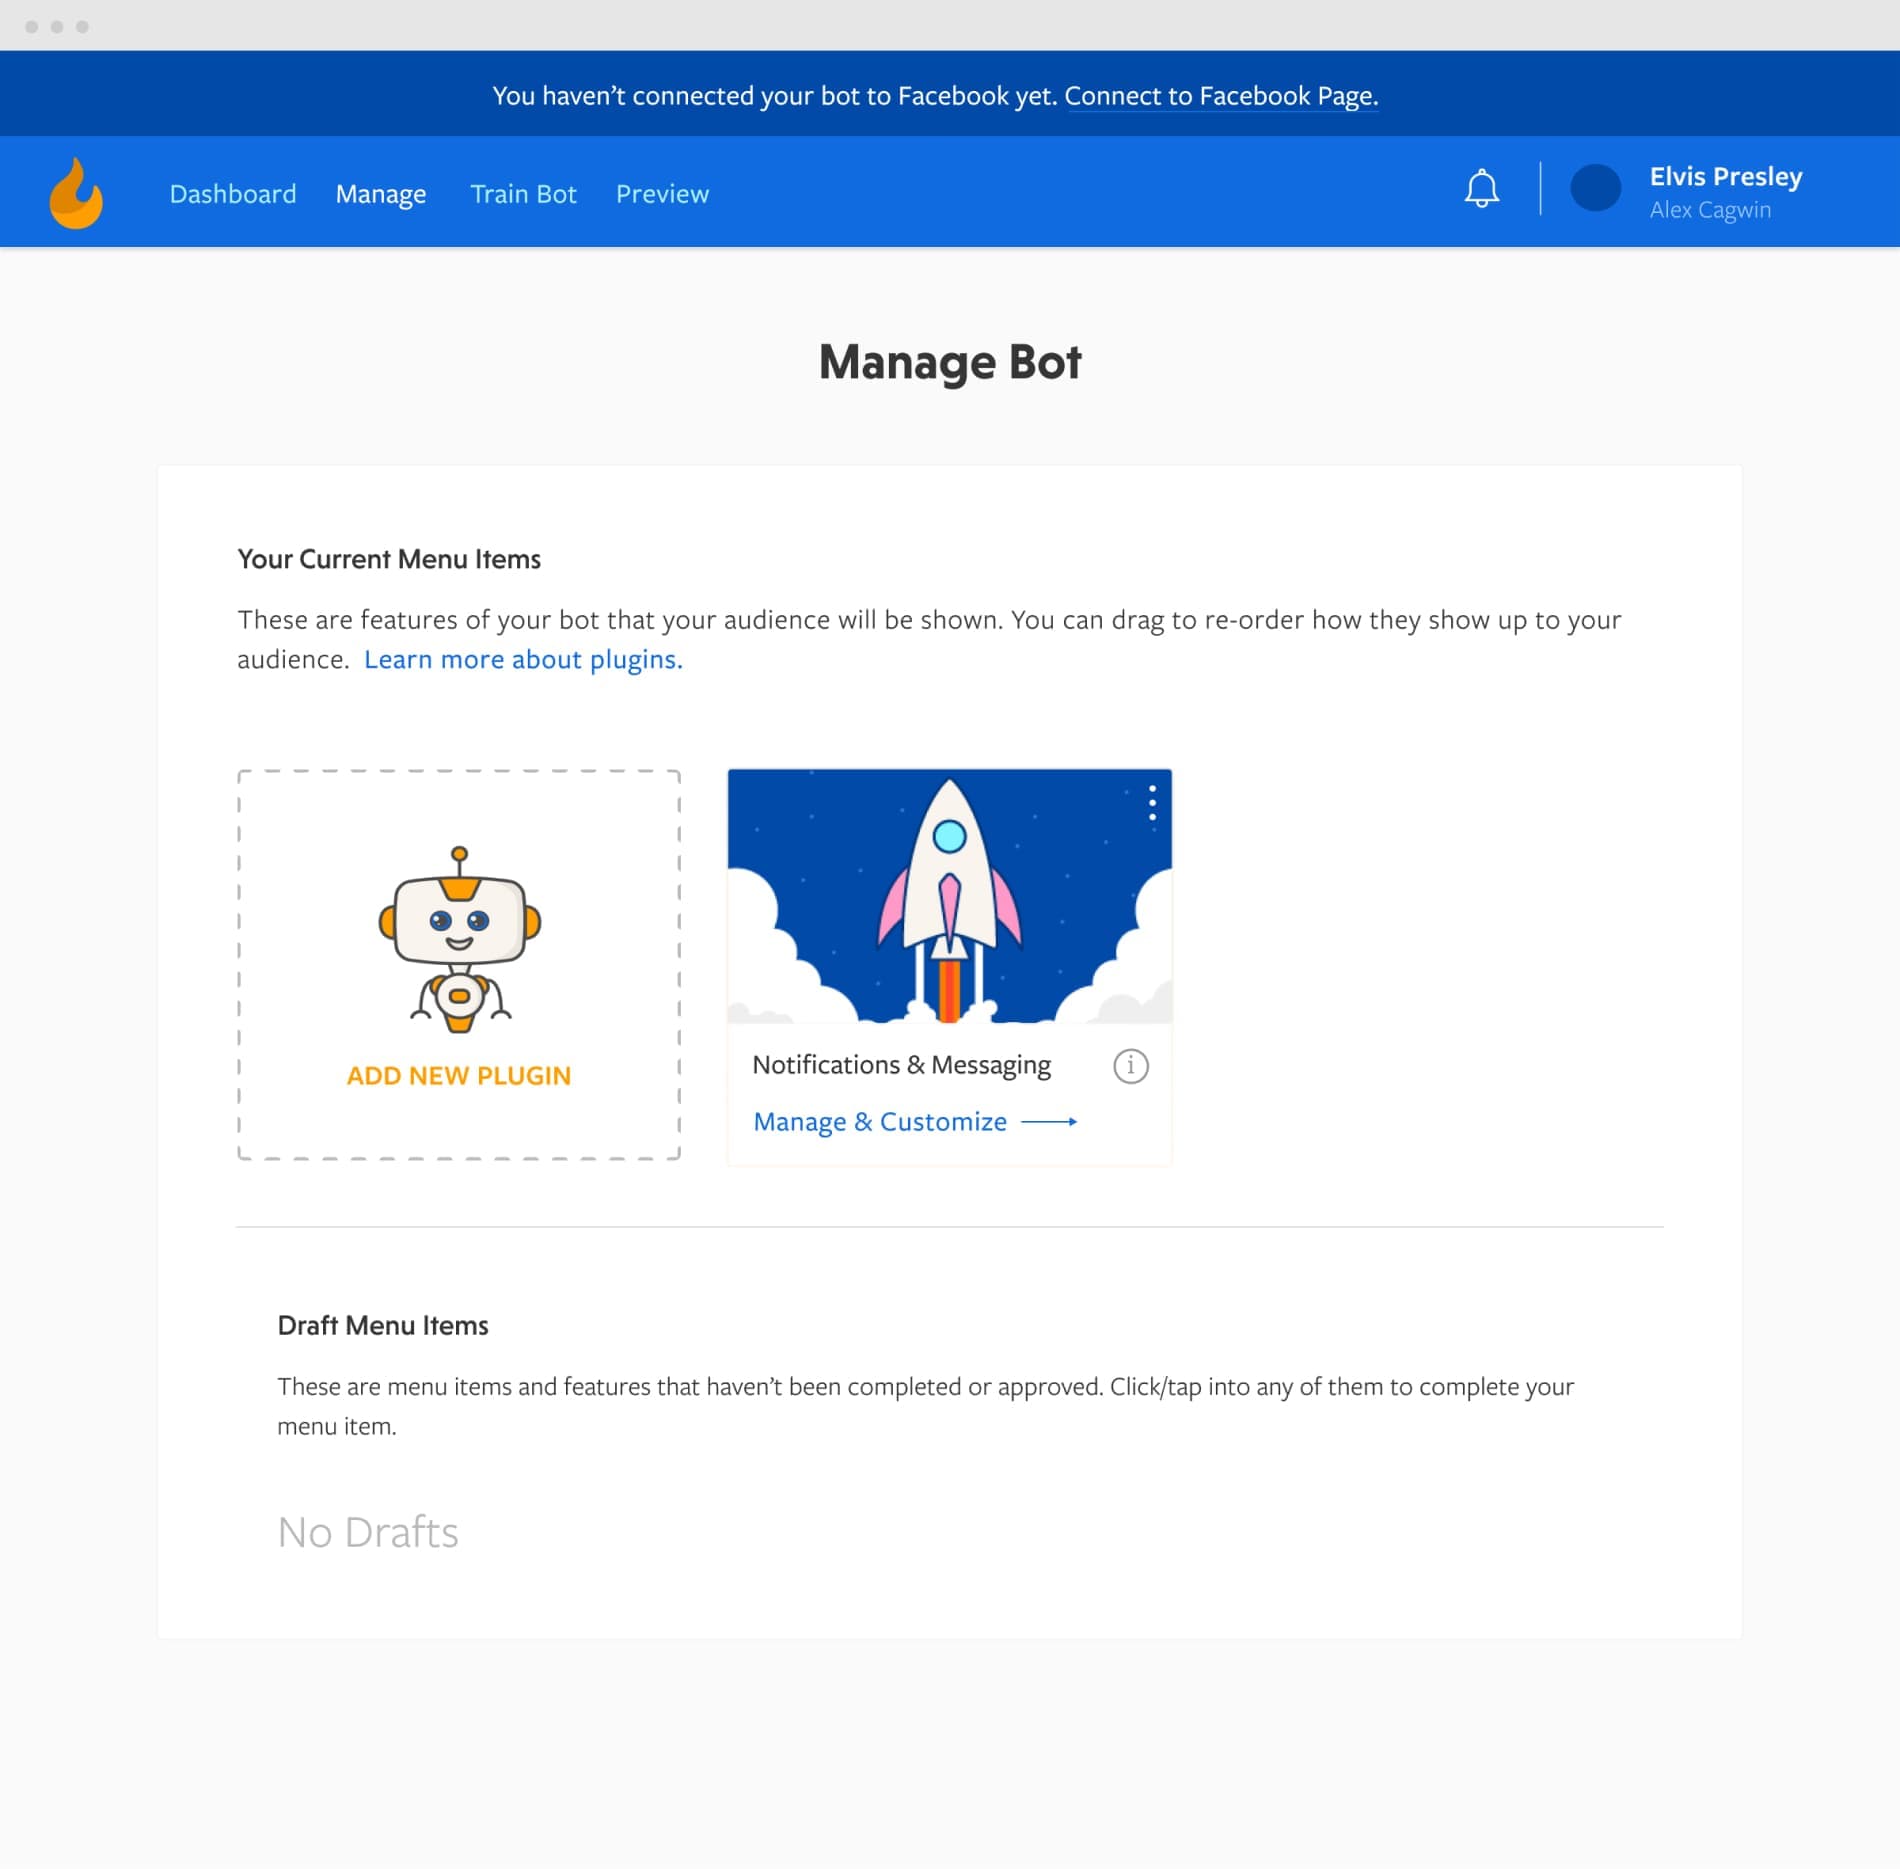 You haven’t connected your bot to Facebook yet. Connect to Facebook Page.
Dashboard Manage Train Bot Preview
Elvis Presley
Alex Cagwin
Manage Bot
Your Current Menu Items
These are features of your bot that your audience will be shown. You can drag to re-order how they show up to your
audience. Learn more about plugins.
ADD NEW PLUGIN
Notifications & Messaging
Manage & Customize
Draft Menu Items
These are menu items and features that haven’t been completed or approved. Click/tap into any of them to complete your
menu item.
No Drafts